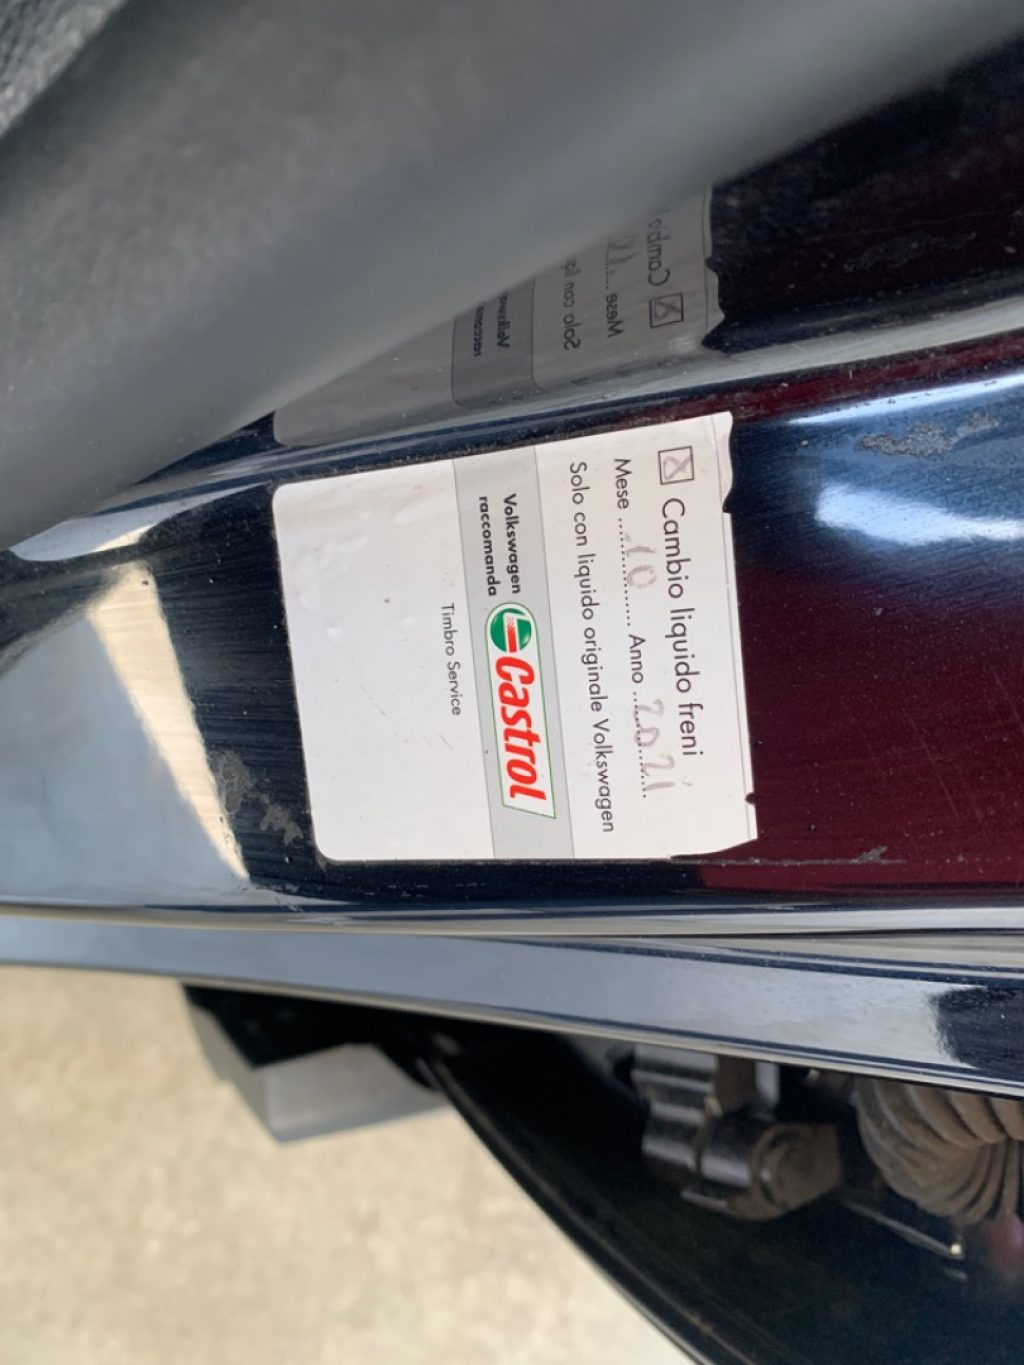 ☒ Cambio liquido freni
Mese ....10.... Anno ..2021..
Solo con liquido originale Volkswagen
Volkswagen
raccomanda
Castrol
Timbro Service